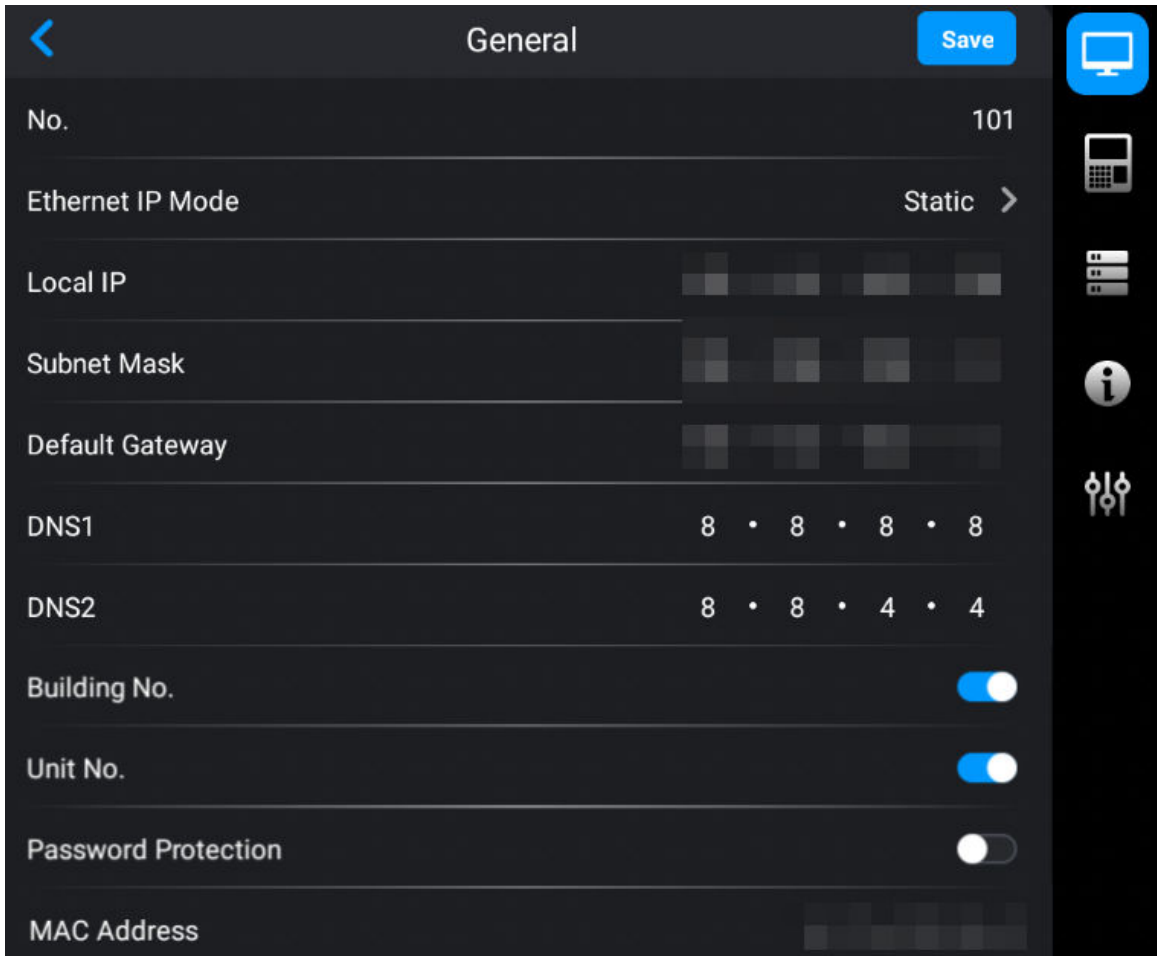 General
Save
No. 101
Ethernet IP Mode Static
Local IP
Subnet Mask
Default Gateway
DNS1 8 • 8 • 8 • 8
DNS2 8 • 8 • 4 • 4
Building No.
Unit No.
Password Protection
MAC Address